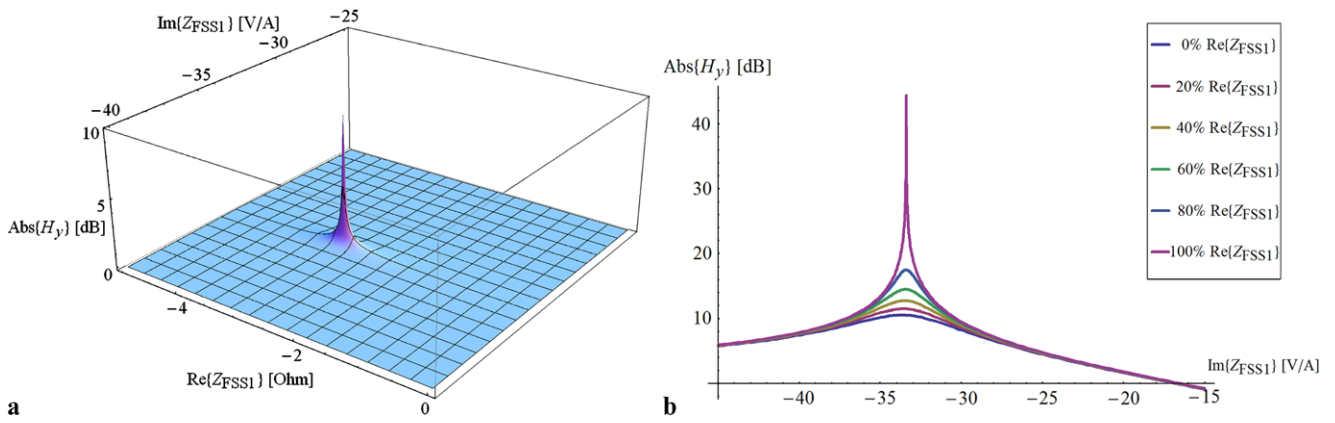 Im{ZFSS1} [V/A]
−25
−30
−35
−40
10
5
Abs{Hy} [dB]
0
−4
−2
0
Re{ZFSS1} [Ohm]
a
Abs{Hy} [dB]
40
30
20
10
−40
−35
−30
−25
−20
−15
Im{ZFSS1} [V/A]
b
0% Re{ZFSS1}
20% Re{ZFSS1}
40% Re{ZFSS1}
60% Re{ZFSS1}
80% Re{ZFSS1}
100% Re{ZFSS1}